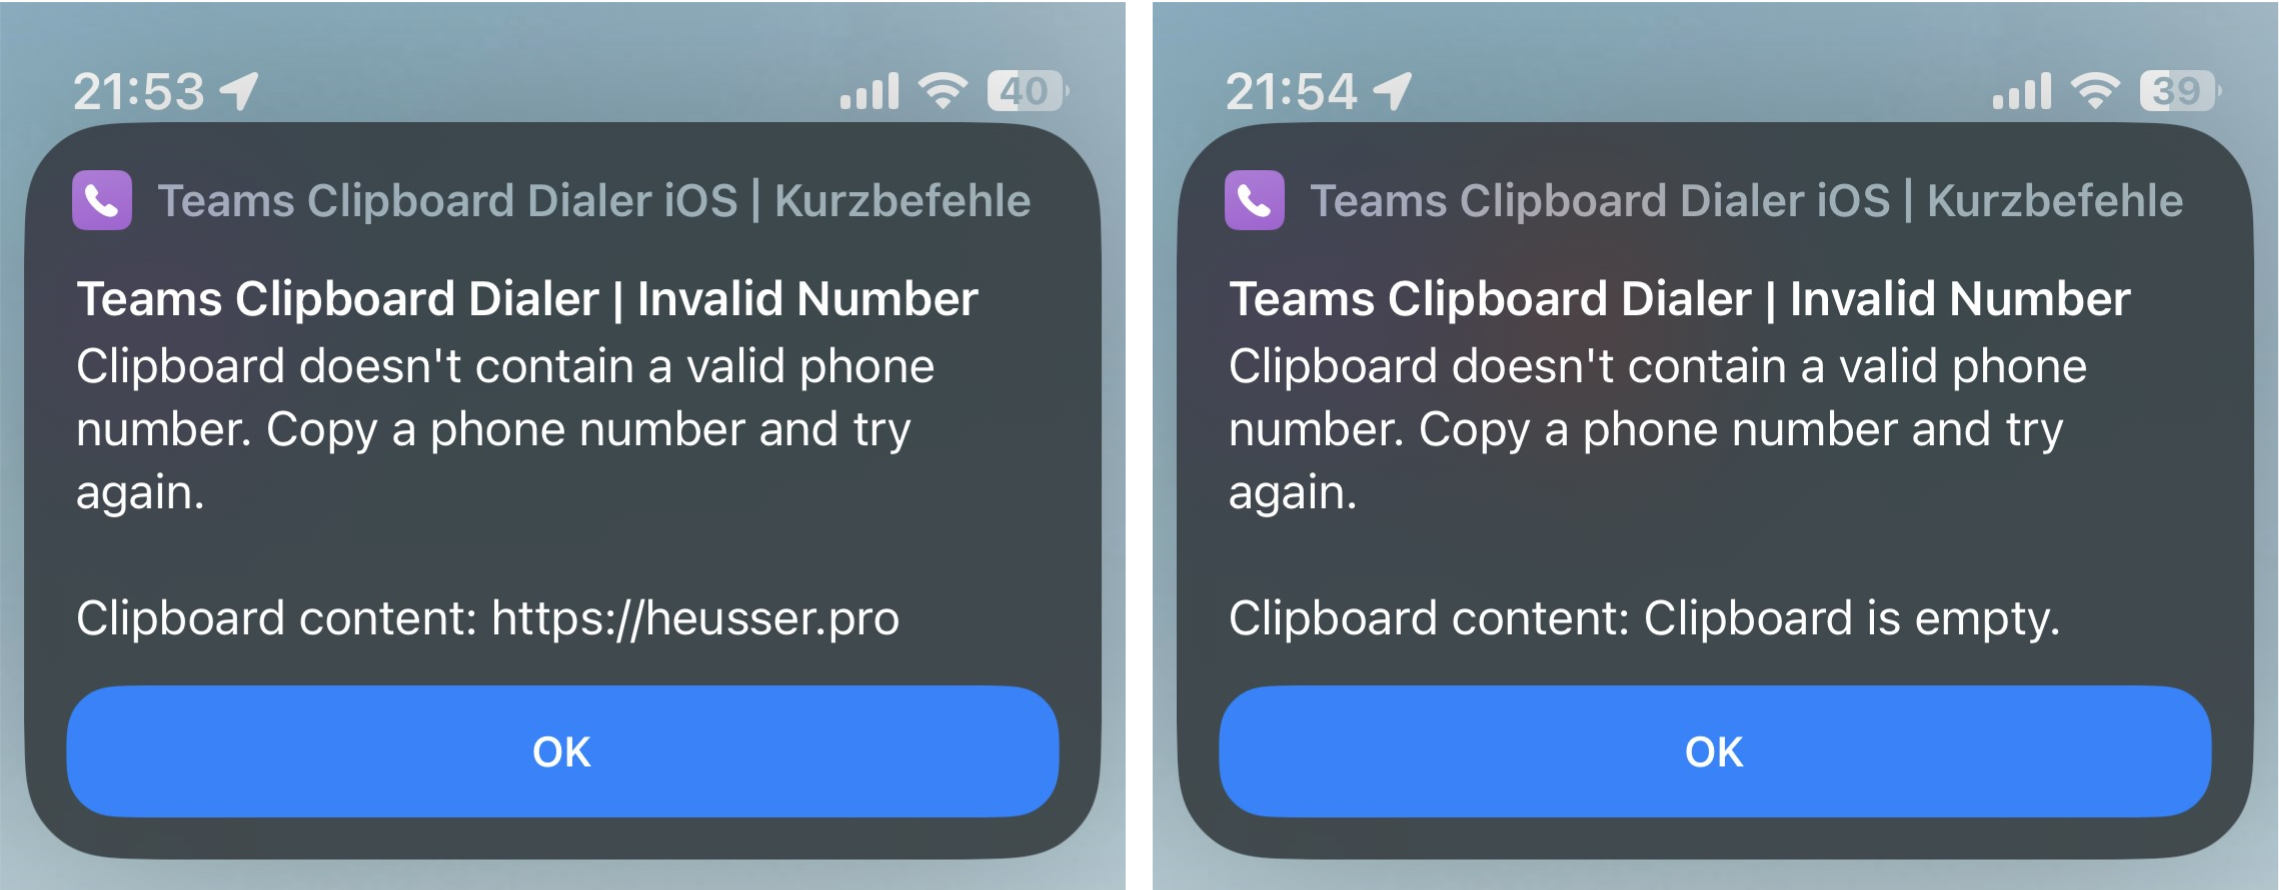 21:53
40
Teams Clipboard Dialer iOS | Kurzbefehle
Teams Clipboard Dialer | Invalid Number
Clipboard doesn't contain a valid phone
number. Copy a phone number and try
again.
Clipboard content: https://heusser.pro
OK
21:54
39
Teams Clipboard Dialer iOS | Kurzbefehle
Teams Clipboard Dialer | Invalid Number
Clipboard doesn't contain a valid phone
number. Copy a phone number and try
again.
Clipboard content: Clipboard is empty.
OK